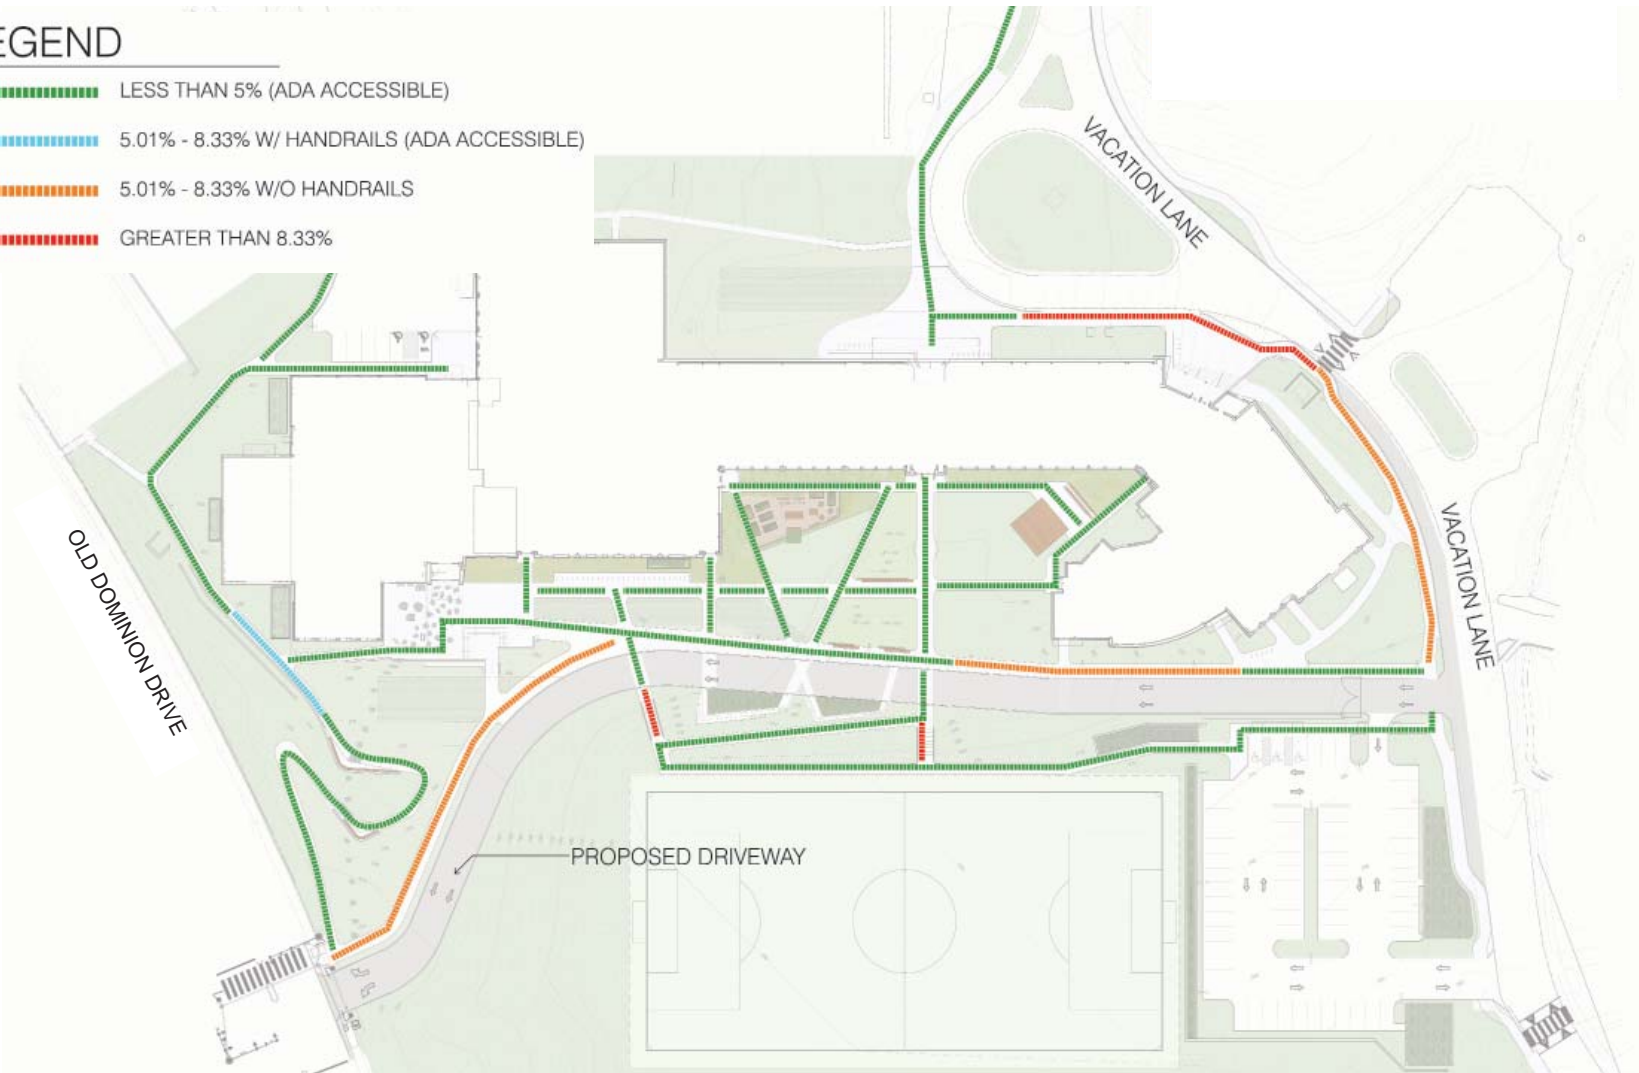 EGEND
LESS THAN 5% (ADA ACCESSIBLE)
5.01% - 8.33% W/ HANDRAILS (ADA ACCESSIBLE)
5.01% - 8.33% W/O HANDRAILS
GREATER THAN 8.33%
VACATION LANE
VACATION LANE
OLD DOMINION DRIVE
PROPOSED DRIVEWAY